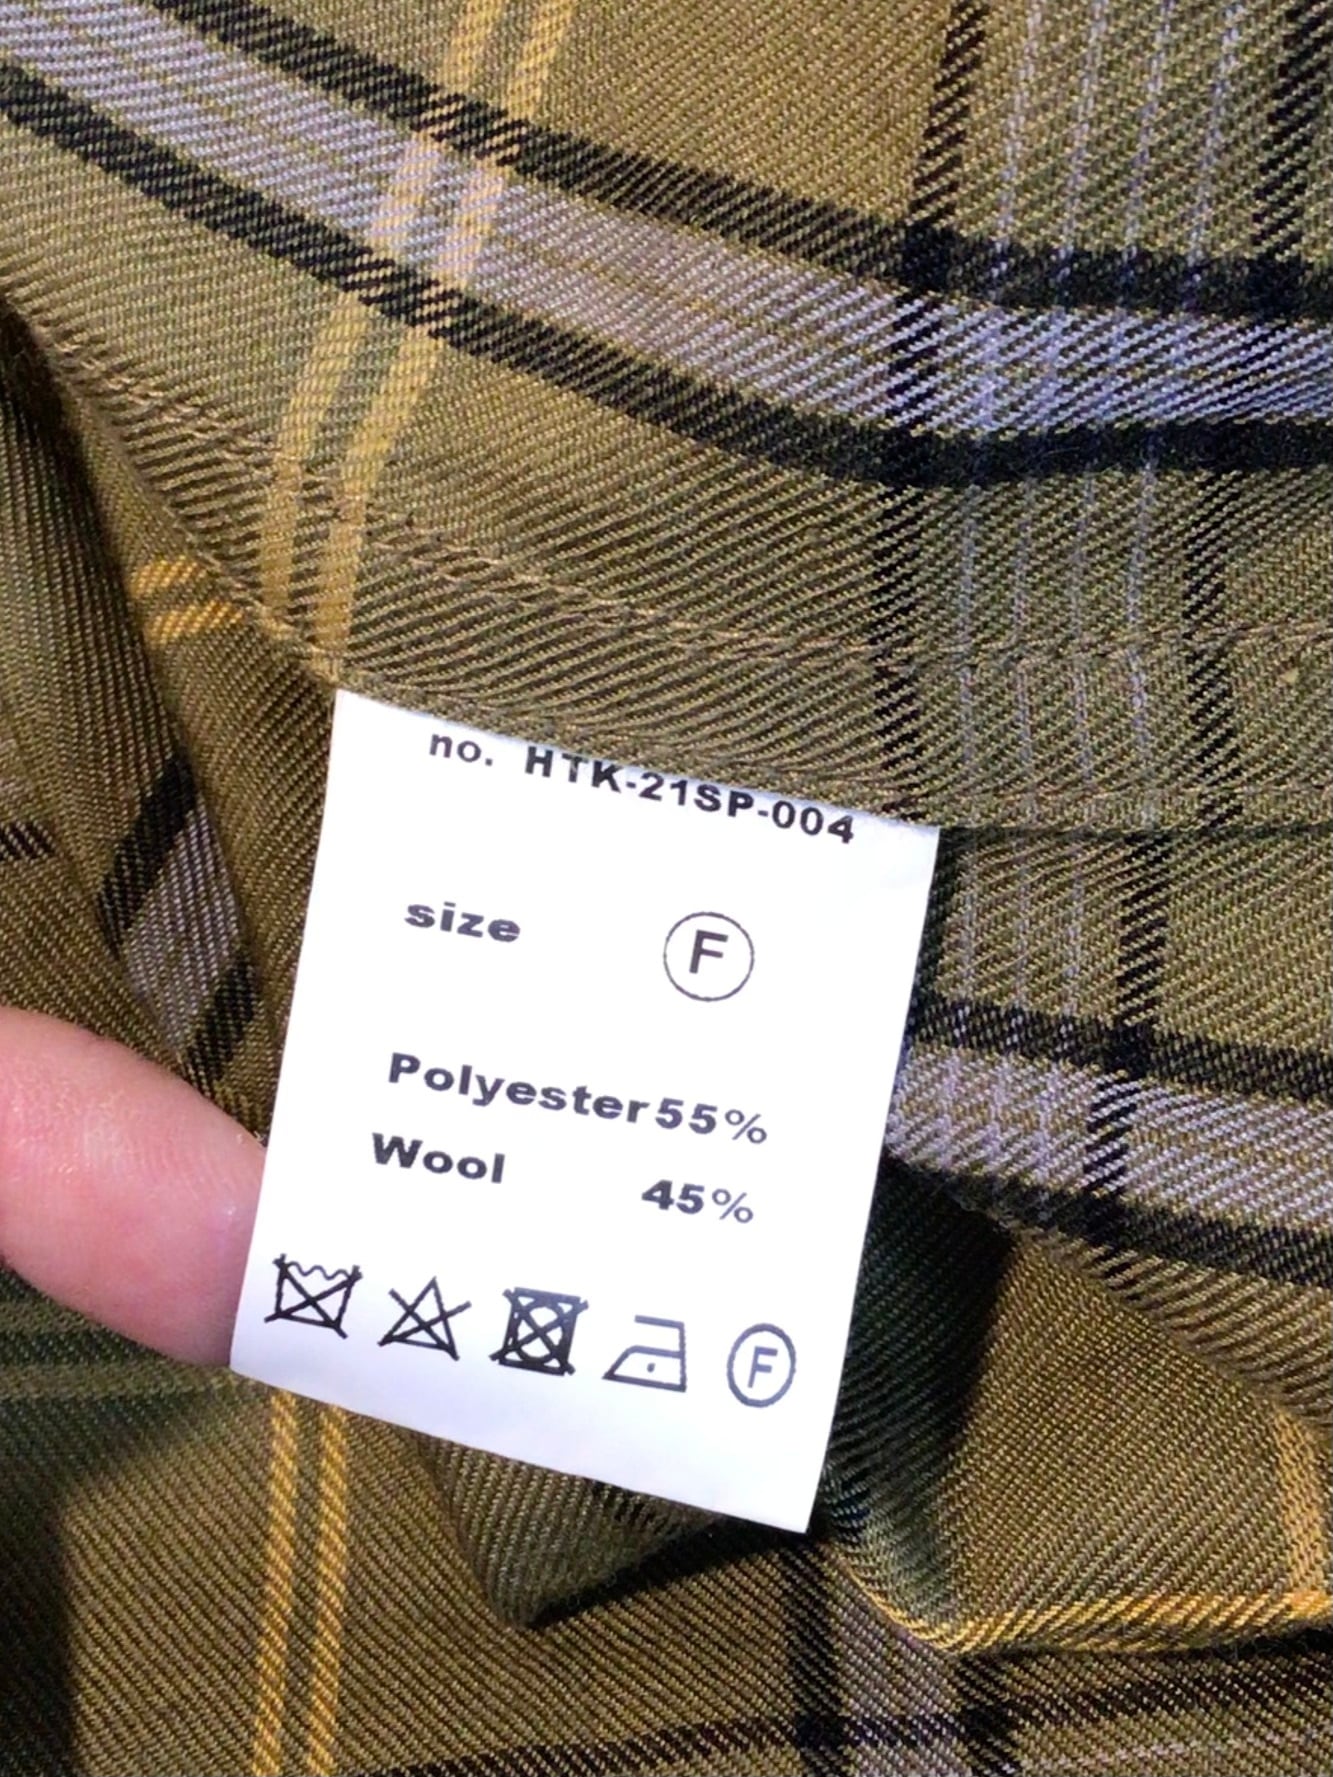 no. HTK-21SP-004
size F
Polyester 55%
Wool 45%
F